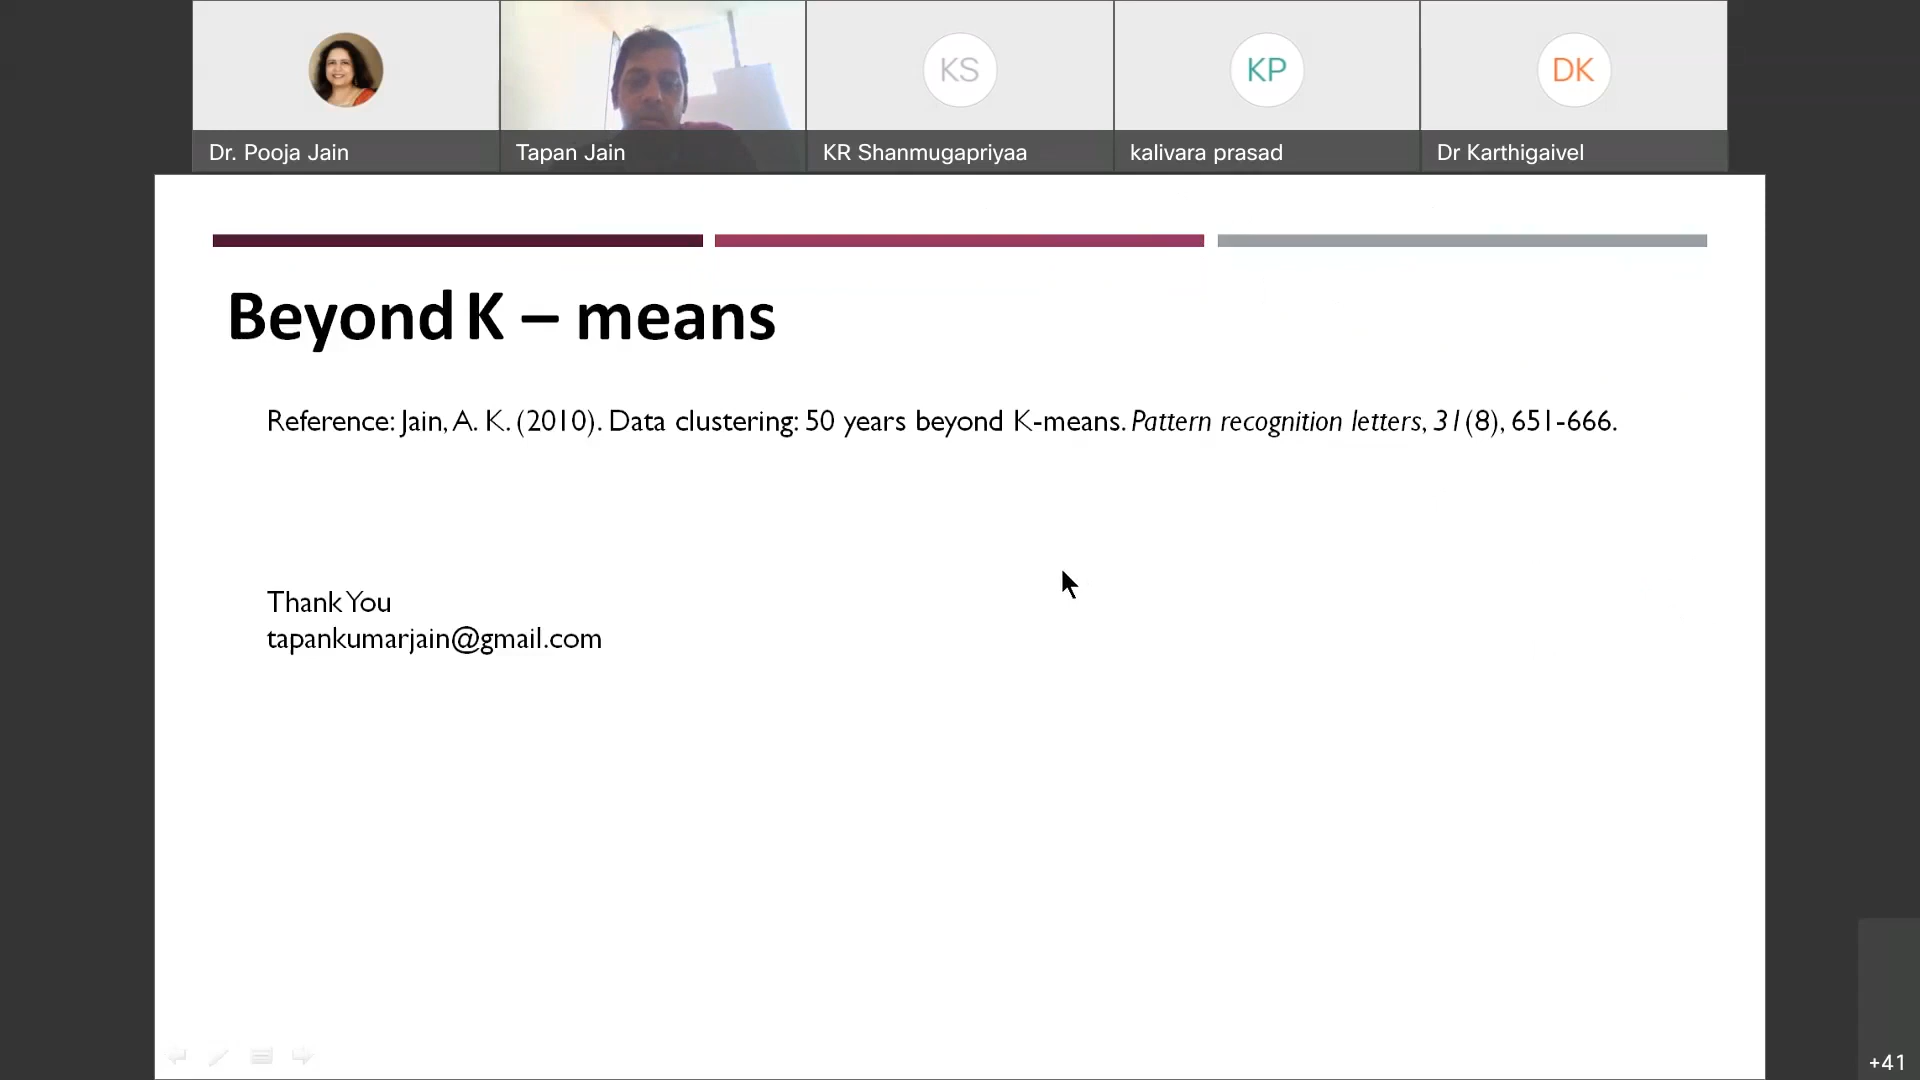 KS
KP
DK
Dr. Pooja Jain
Tapan Jain
KR Shanmugapriyaa
kalivara prasad
Dr Karthigaivel
Beyond K – means
Reference: Jain, A. K. (2010). Data clustering: 50 years beyond K-means. Pattern recognition letters, 31(8), 651-666.
Thank You
tapankumarjain@gmail.com
+41